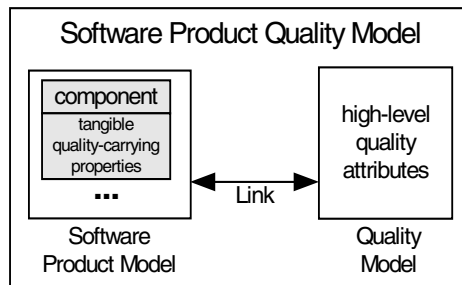 Software Product Quality Model
component
tangible
quality-carrying
properties
...
high-level
quality
attributes
Link
Software
Product Model
Quality
Model